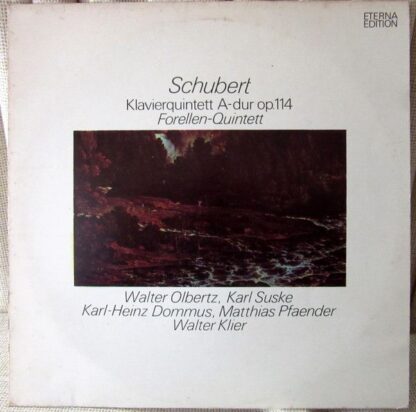 ETERNA
EDITION
Schubert
Klavierquintett A-dur op.114
Forellen-Quintett
Walter Olbertz, Karl Suske
Karl-Heinz Dommus, Matthias Pfaender
Walter Klier